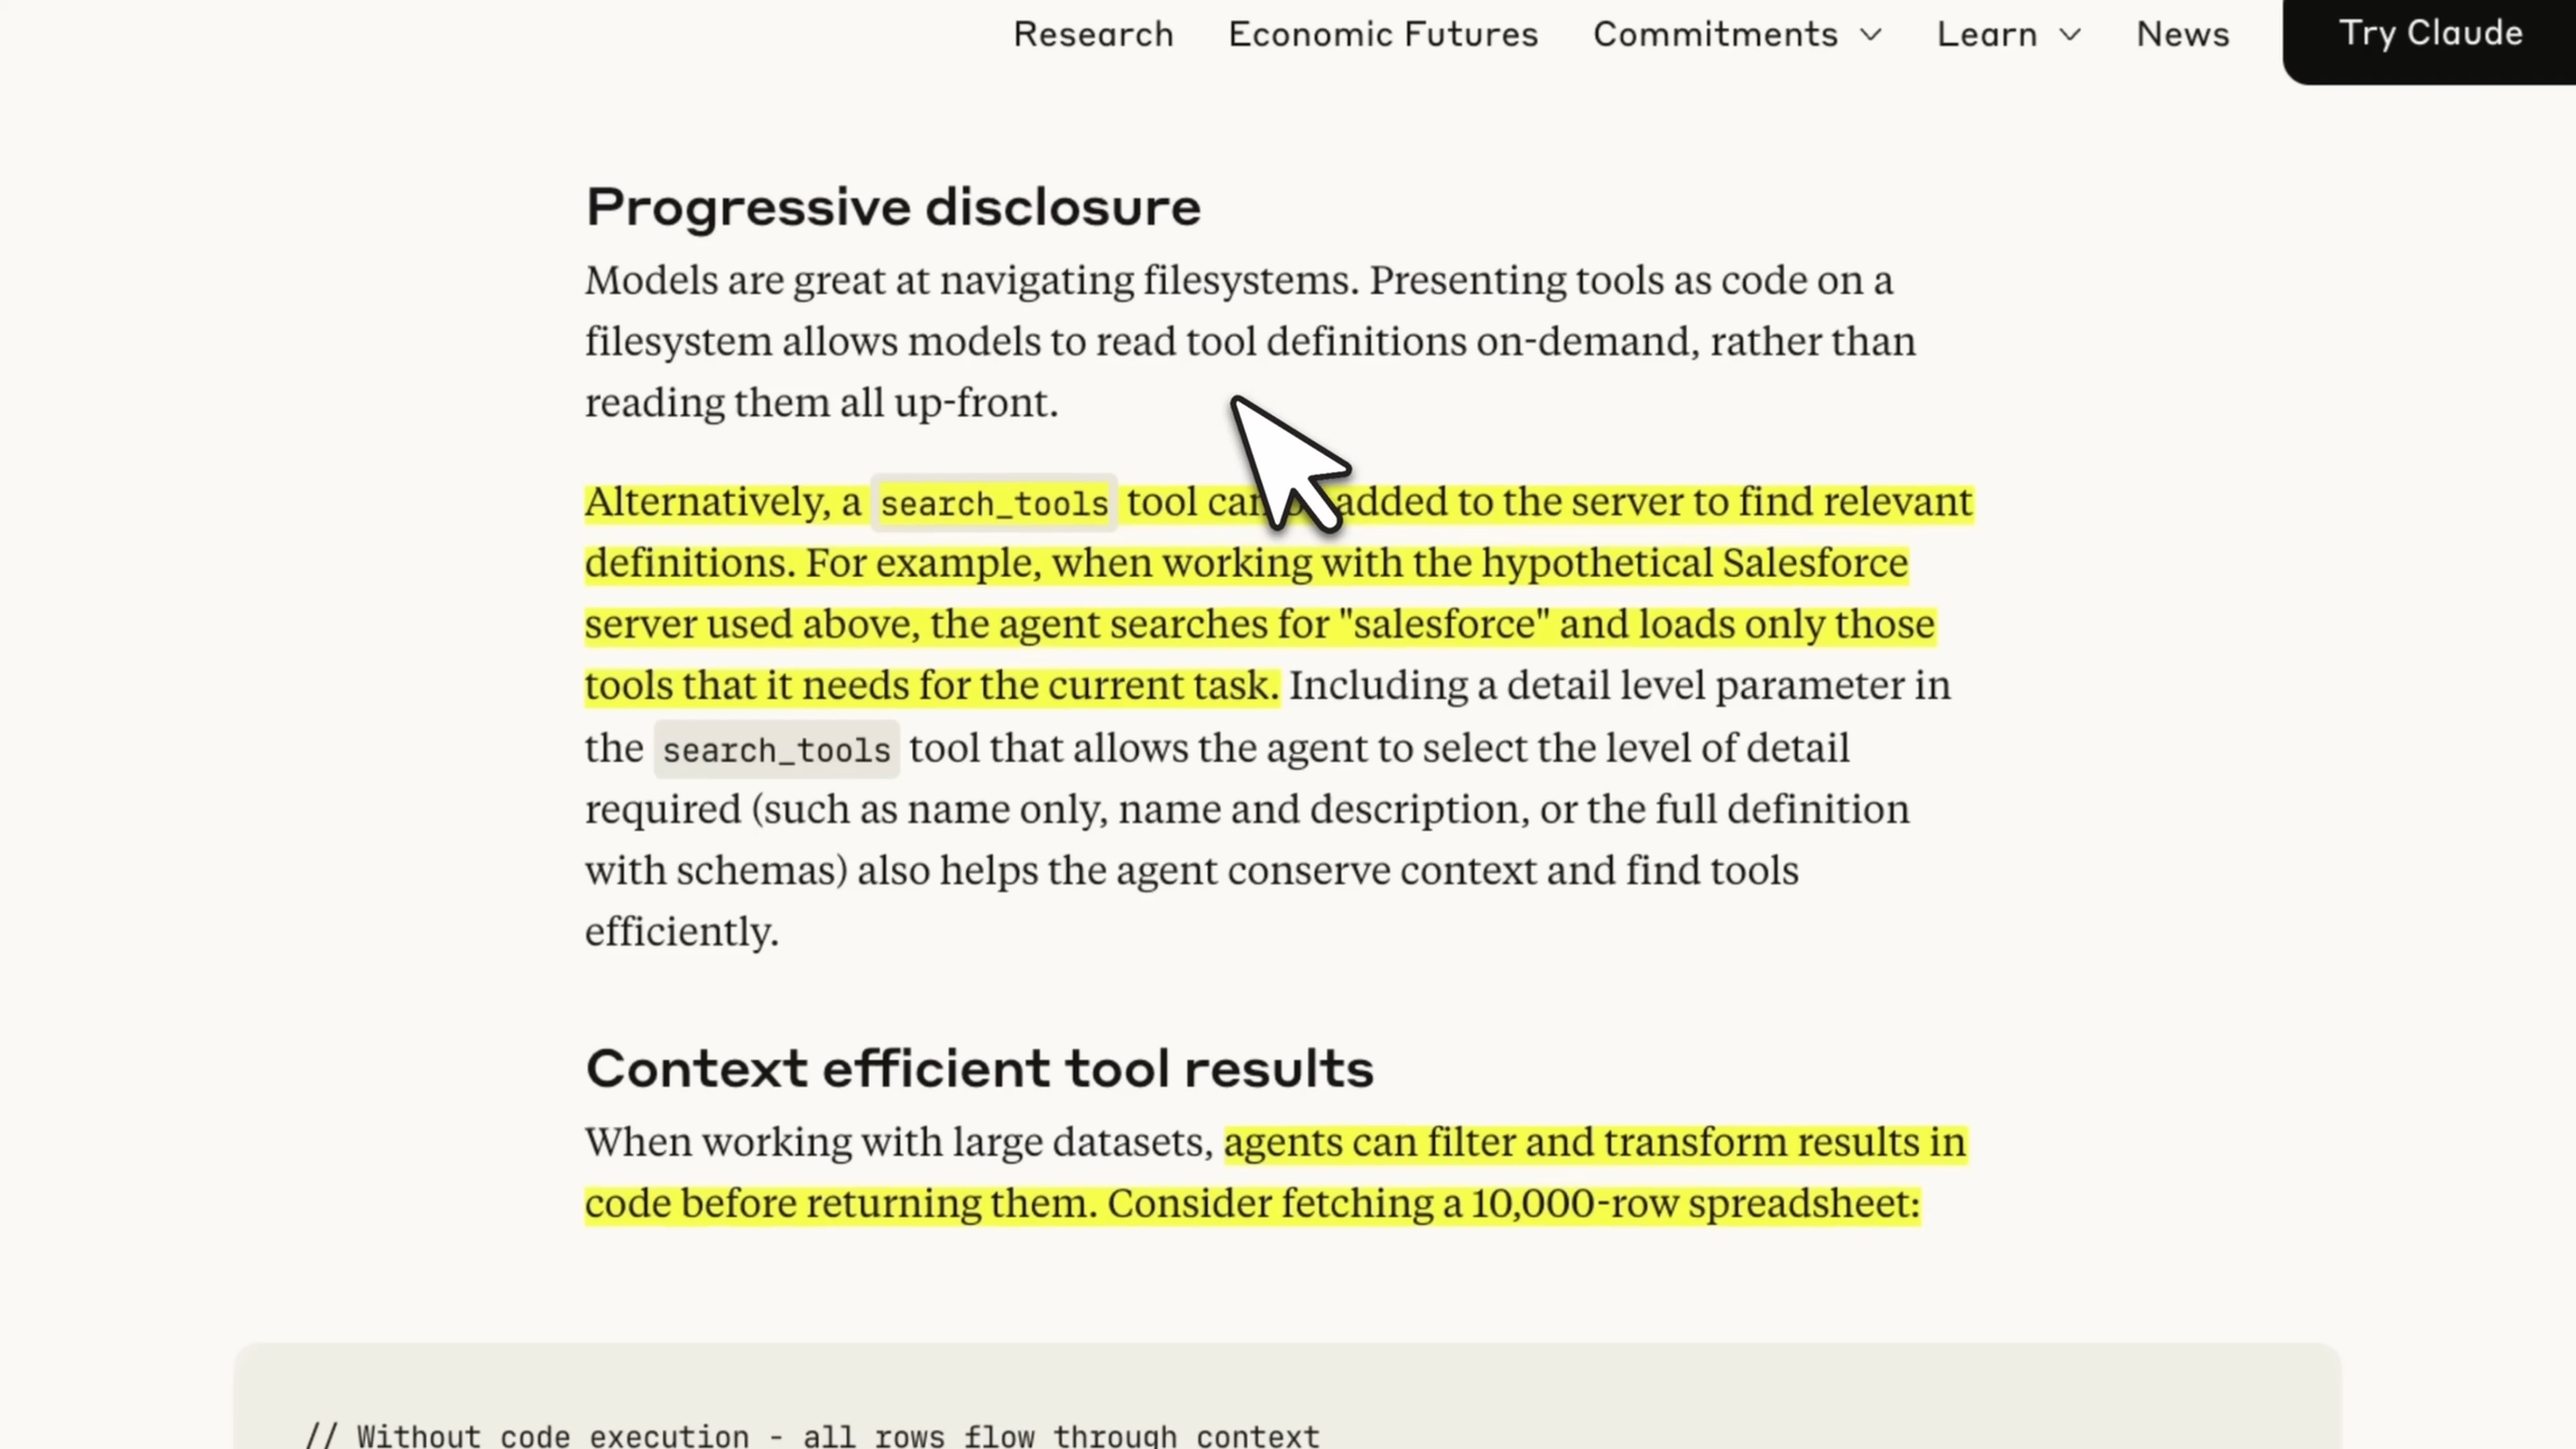 Research Economic Futures Commitments Learn News Try Claude
Progressive disclosure
Models are great at navigating filesystems. Presenting tools as code on a
filesystem allows models to read tool definitions on-demand, rather than
reading them all up-front.
Alternatively, a search_tools tool can added to the server to find relevant
definitions. For example, when working with the hypothetical Salesforce
server used above, the agent searches for "salesforce" and loads only those
tools that it needs for the current task. Including a detail level parameter in
the search_tools tool that allows the agent to select the level of detail
required (such as name only, name and description, or the full definition
with schemas) also helps the agent conserve context and find tools
efficiently.
Context efficient tool results
When working with large datasets, agents can filter and transform results in
code before returning them. Consider fetching a 10,000-row spreadsheet:
// Without code execution - all rows flow through context